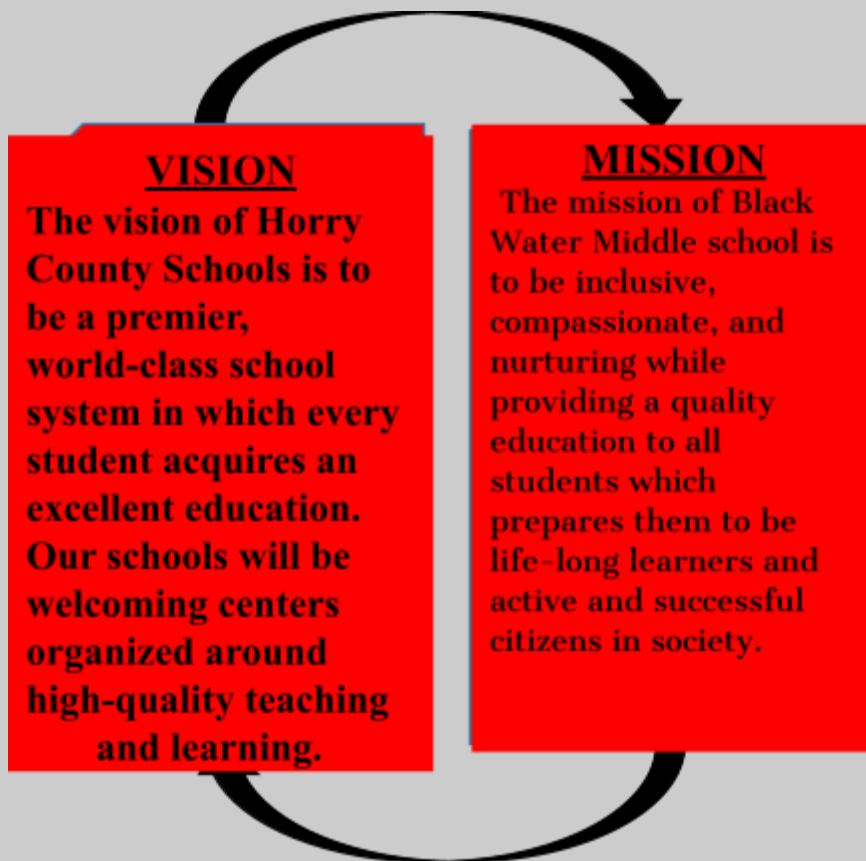 VISION
The vision of Horry
County Schools is to
be a premier,
world-class school
system in which every
student acquires an
excellent education.
Our schools will be
welcoming centers
organized around
high-quality teaching
and learning.
MISSION
The mission of Black
Water Middle school is
to be inclusive,
compassionate, and
nurturing while
providing a quality
education to all
students which
prepares them to be
life-long learners and
active and successful
citizens in society.